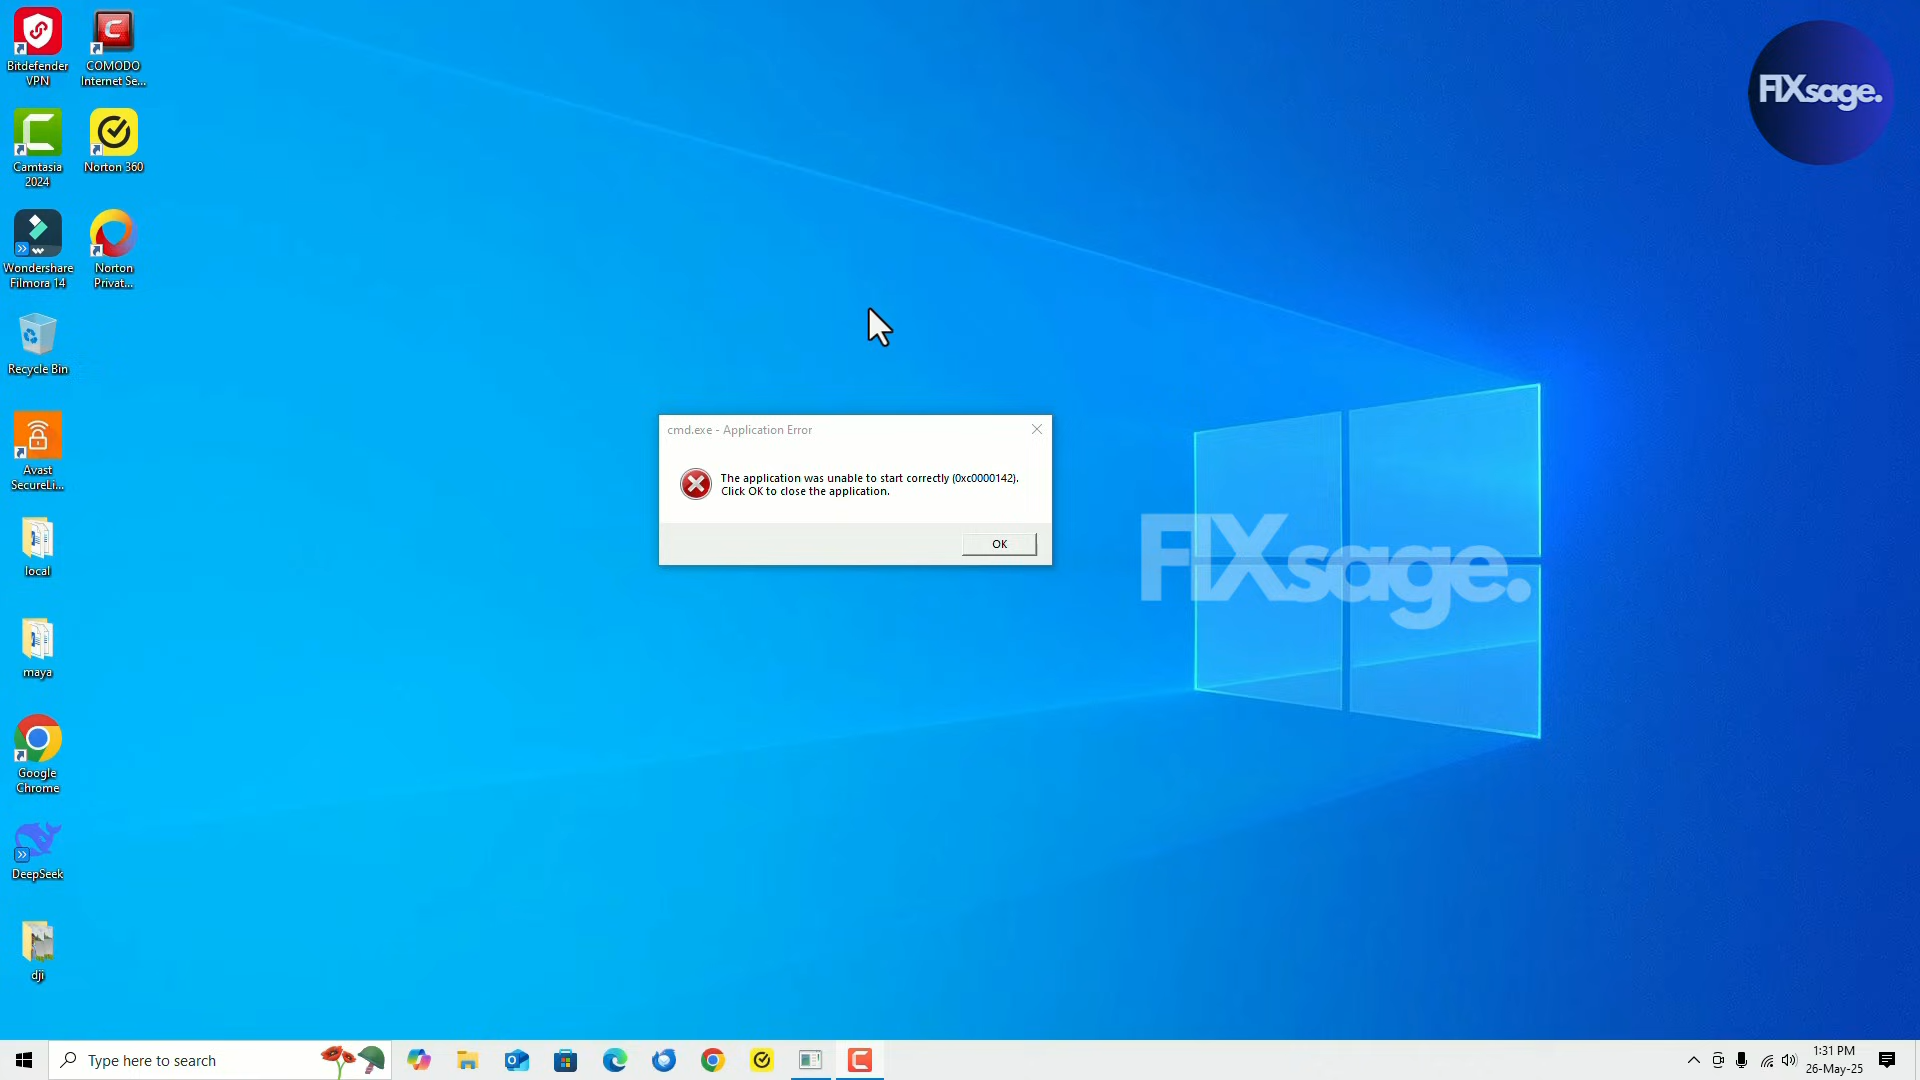 Bitdefender
VPN
COMODO
Internet Se...
Camtasia
2024
Norton 360
Wondershare
Filmora 14
Norton
Privat...
Recycle Bin
Avast
SecureLi...
local
maya
Google
Chrome
DeepSeek
dji
FIXsage.
cmd.exe - Application Error
The application was unable to start correctly (0xc0000142).
Click OK to close the application.
OK
FIXsage.
Type here to search
1:31 PM
26-May-25